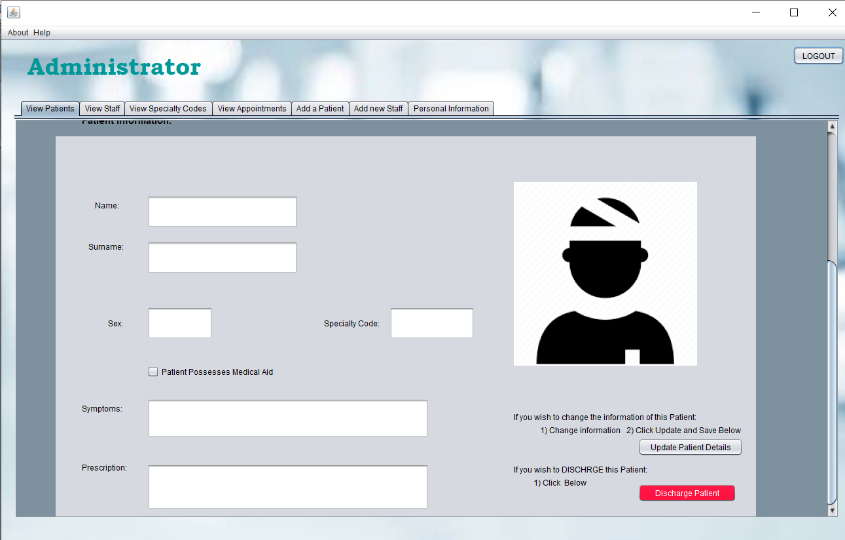 About Help
Administrator
LOGOUT
View Patients View Staff View Specialty Codes View Appointments Add a Patient Add new Staff Personal Information
Patient Information:
Name:
Surname:
Sex: Specialty Code:
Patient Possesses Medical Aid
Symptoms:
If you wish to change the information of this Patient:
1) Change information 2) Click Update and Save Below
Update Patient Details
Prescription:
If you wish to DISCHRGE this Patient:
1) Click Below
Discharge Patient